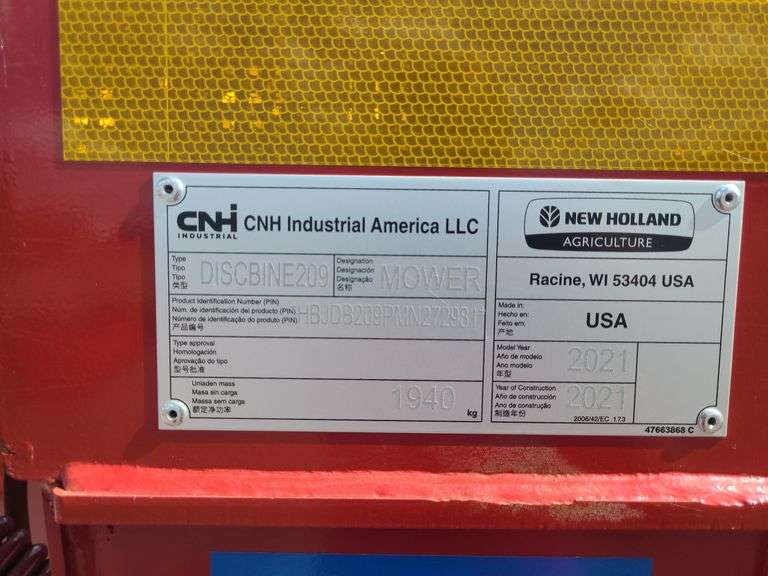 CNH
INDUSTRIAL
CNH Industrial America LLC
Type
Tipo
Tipo
类型
DISCBINE209
Designation
Designación
Designação
名称
MOWER
Product Identification Number (PIN)
Núm. de identificación del producto (PIN)
Número de identificação do produto (PIN)
产品编号
Type approval
Homologación
Aprovação do tipo
型号批准
Unladen mass
Masa sin carga
Massa sem carga
额定净功率
1940
kg
NEW HOLLAND
AGRICULTURE
Racine, WI 53404 USA
Made in:
Hecho en:
Feito em:
产地
USA
Model Year
Año de modelo
Ano modelo
年型
2021
Year of Construction
Año de construcción
Ano de construção
制造年份
2021
2006/42/EC 1.7.3
47663868 C